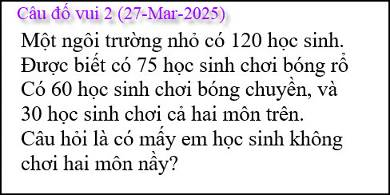 Câu đố vui 2 (27-Mar-2025)
Một ngôi trường nhỏ có 120 học sinh.
Được biết có 75 học sinh chơi bóng rổ
Có 60 học sinh chơi bóng chuyền, và
30 học sinh chơi cả hai môn trên.
Câu hỏi là có mấy em học sinh không
chơi hai môn nầy?